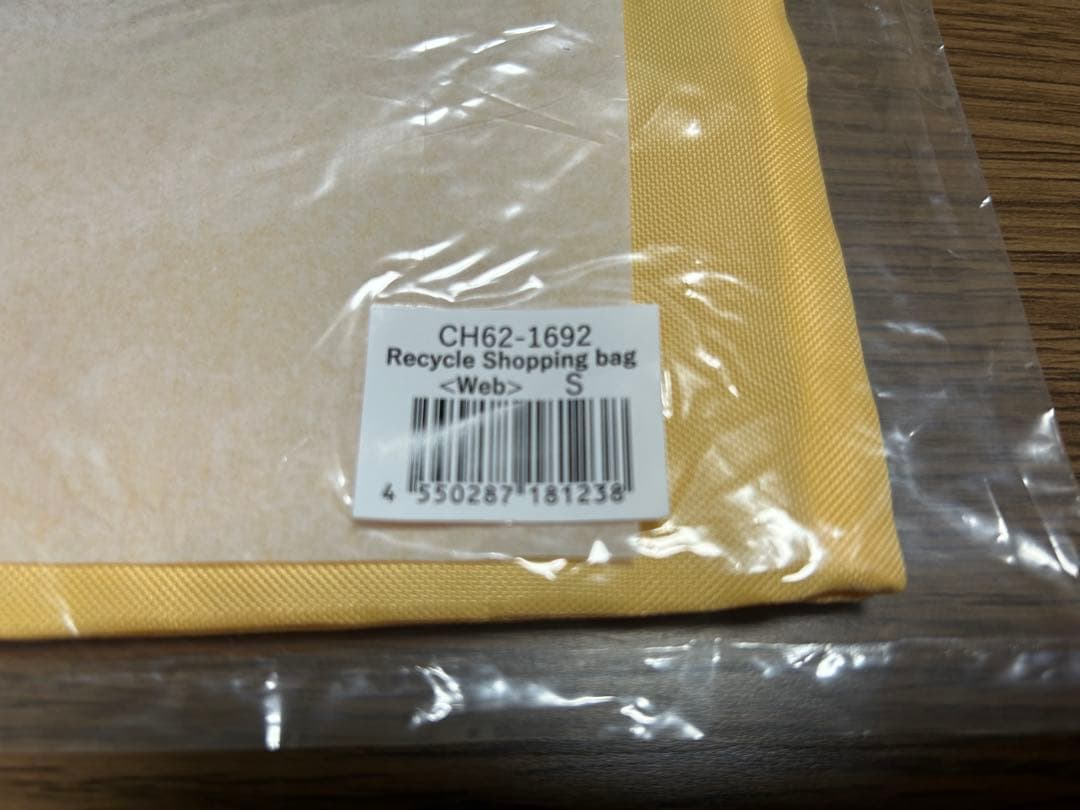 CH62-1692
Recycle Shopping bag
<Web> S
4 550287 181238